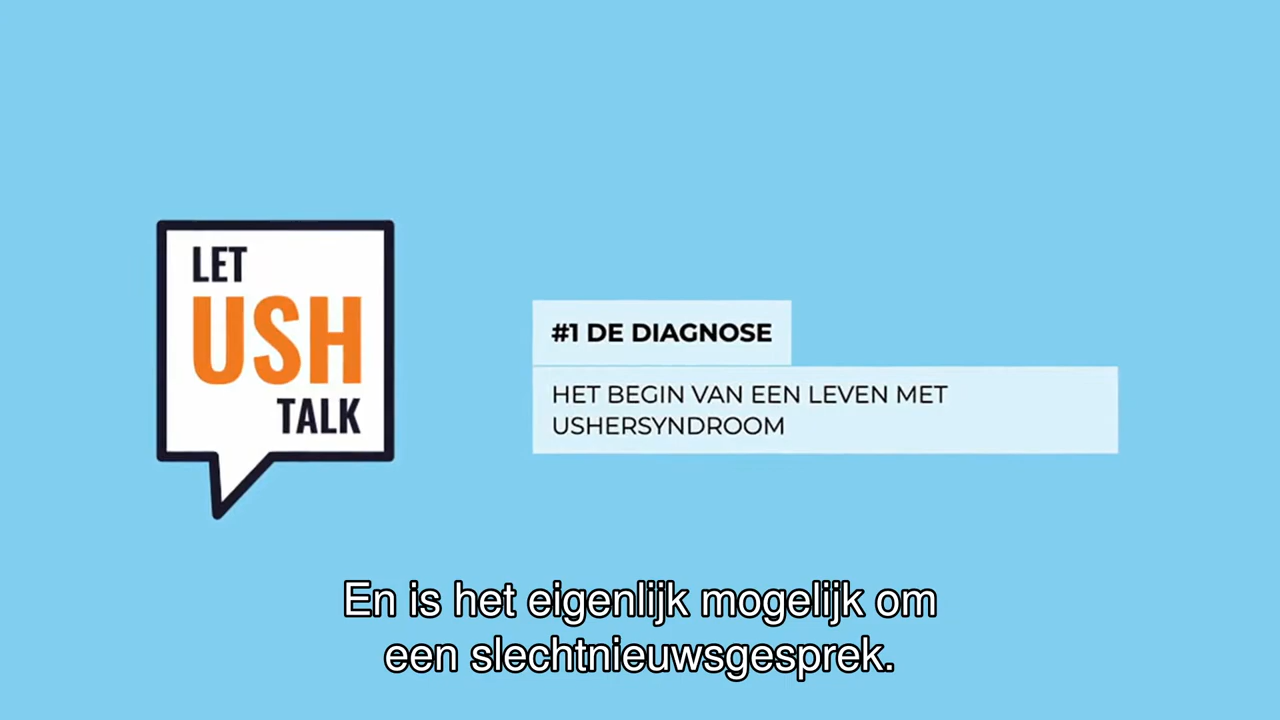 LET
USH
TALK
#1 DE DIAGNOSE
HET BEGIN VAN EEN LEVEN MET
USHERSYNDROOM
En is het eigenlijk mogelijk om
een slechtnieuwsgesprek.